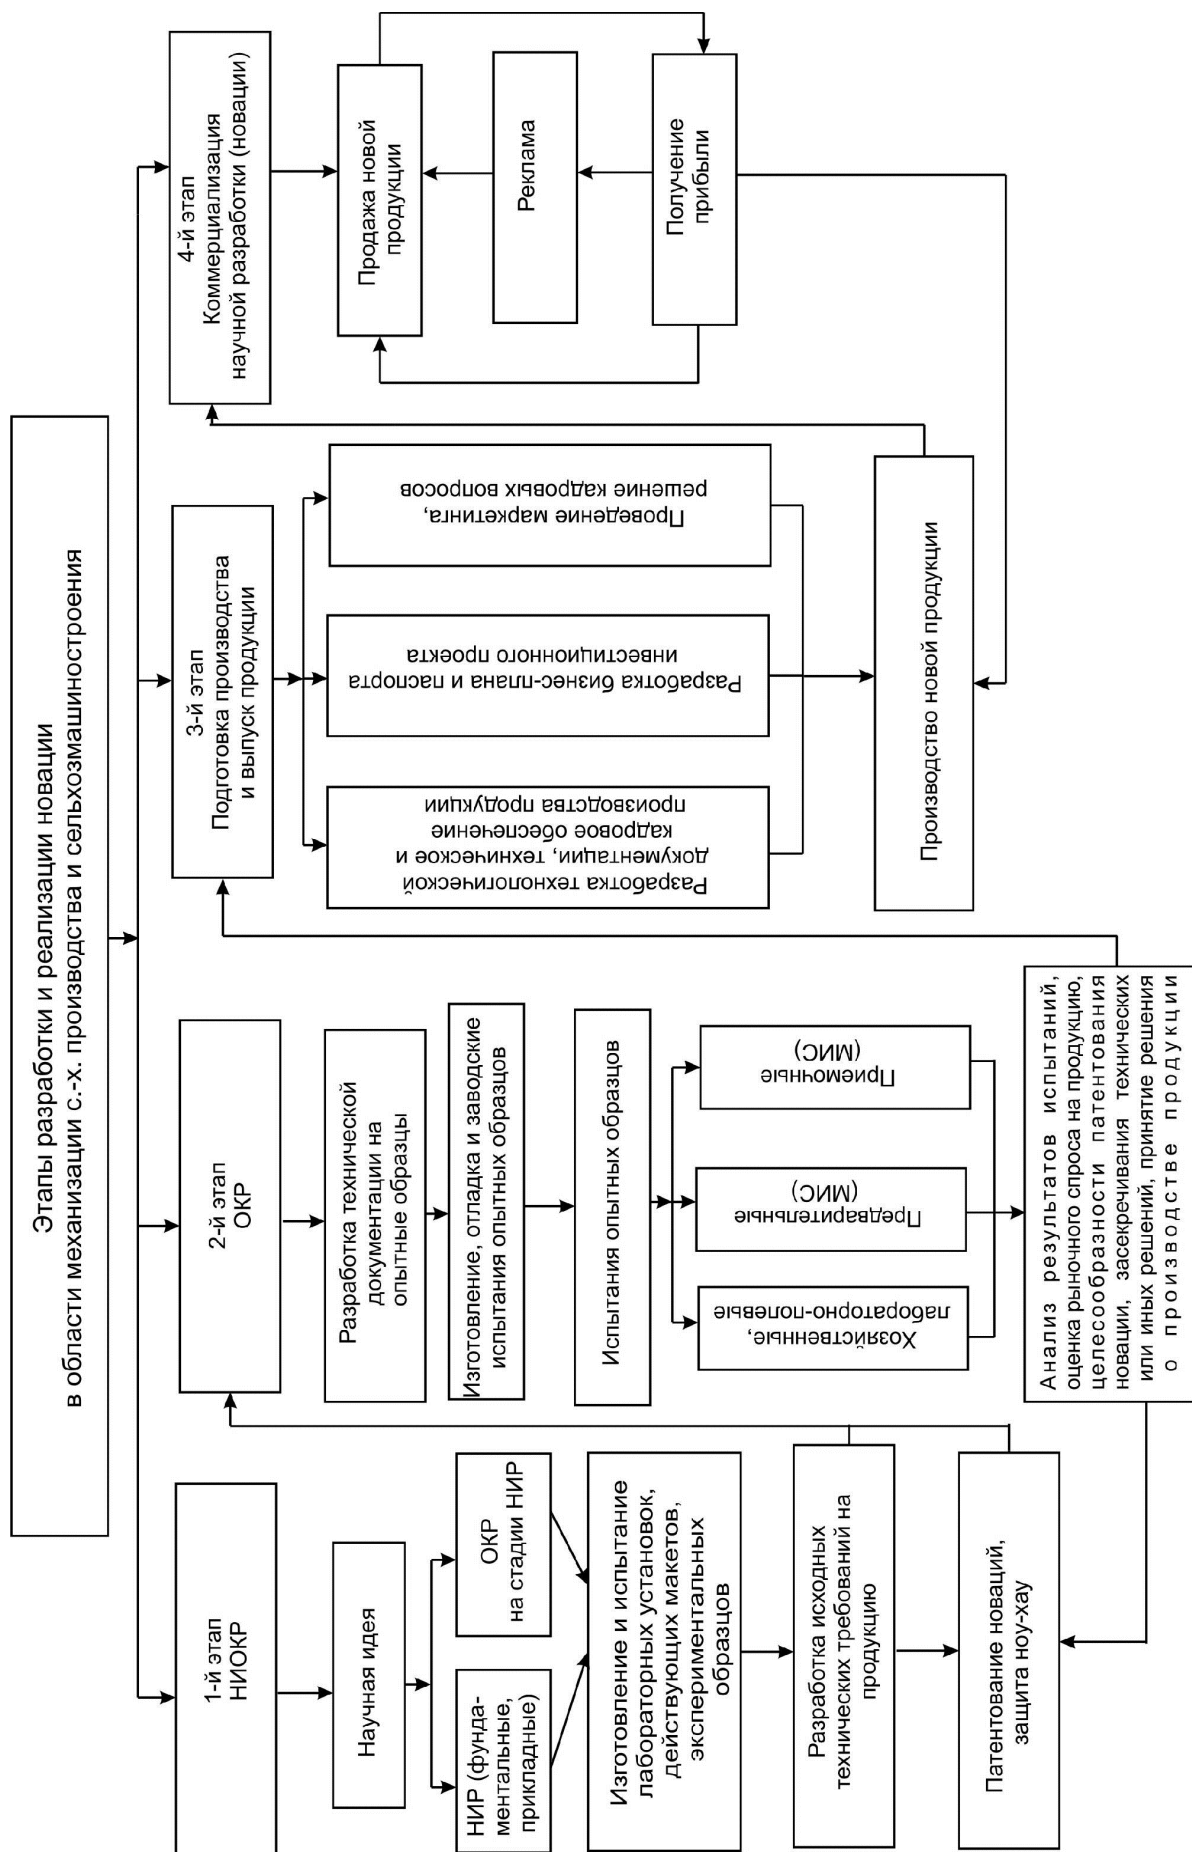 Этапы разработки и реализации новации
в области механизации с.-х. производства и сельхозмашиностроения
1-й этап
НИОКР
Научная идея
НИР (фунда-
ментальные,
прикладные)
ОКР
на стадии НИР
Изготовление и испытание
лабораторных установок,
действующих макетов,
экспериментальных
образцов
Разработка исходных
технических требований на
продукцию
Патентование новаций,
защита ноу-хау
2-й этап
ОКР
Разработка технической
документации на
опытные образцы
Изготовление, отладка и заводские
испытания опытных образцов
Испытания опытных образцов
Хозяйственные,
лабораторно-полевые
Предварительные
(МИС)
Приемочные
(МИС)
Анализ результатов испытаний,
оценка рыночного спроса на продукцию,
целесообразности патентования
новации, засекречивания технических
или иных решений, принятие решения
о производстве продукции
3-й этап
Подготовка производства
и выпуск продукции
Разработка технологической
документации, техническое и
кадровое обеспечение
производства продукции
Разработка бизнес-плана и паспорта
инвестиционного проекта
Проведение маркетинга,
решение кадровых вопросов
Производство новой продукции
4-й этап
Коммерциализация
научной разработки (новации)
Продажа новой
продукции
Реклама
Получение
прибыли